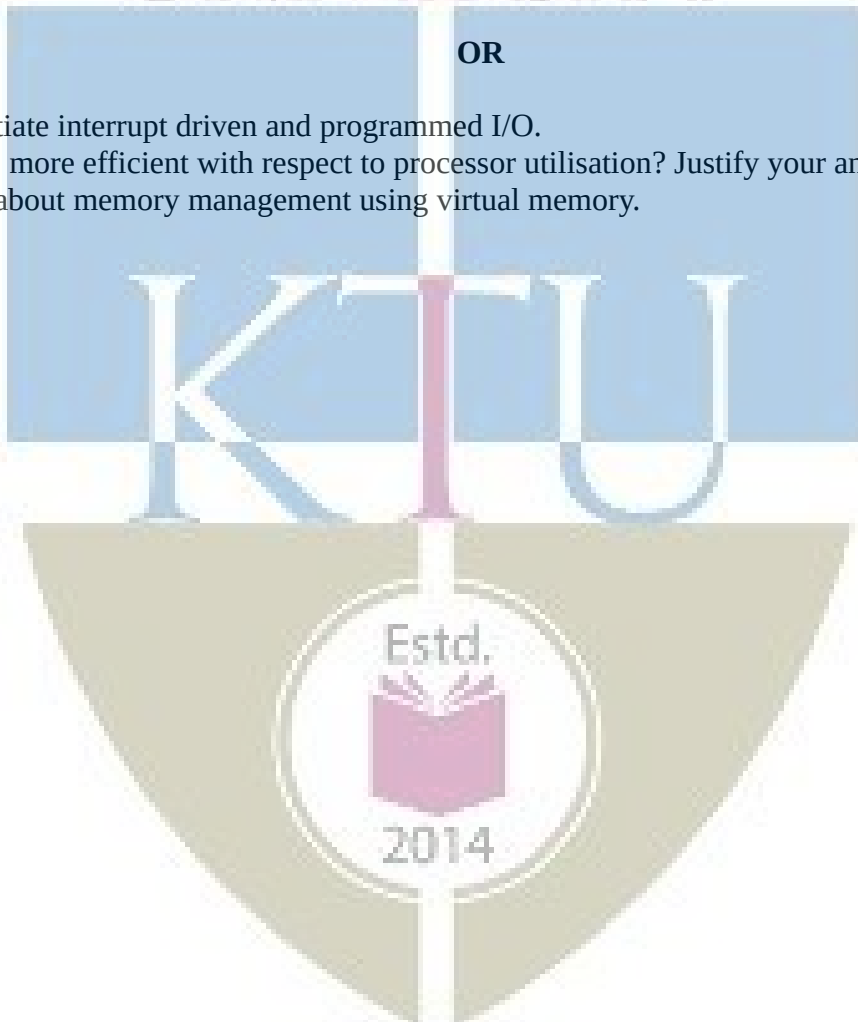 OR
tiate interrupt driven and programmed I/O.
more efficient with respect to processor utilisation? Justify your an
about memory management using virtual memory.
KTU
Estd.
2014